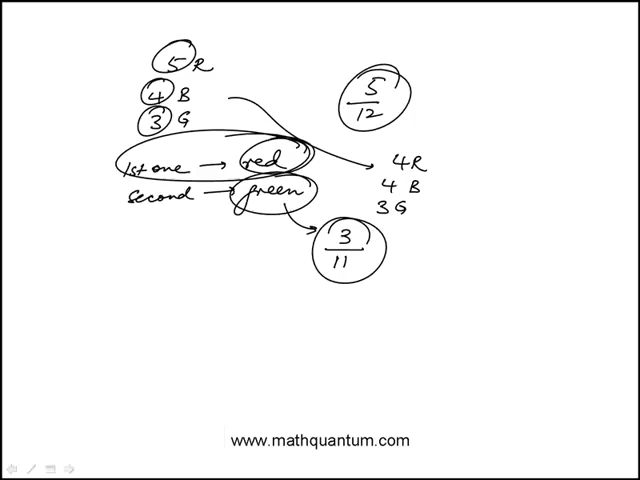 5 R
4 B
3 G
5/12
1st one → red
second → green
4R
4 B
3 G
3/11
www.mathquantum.com